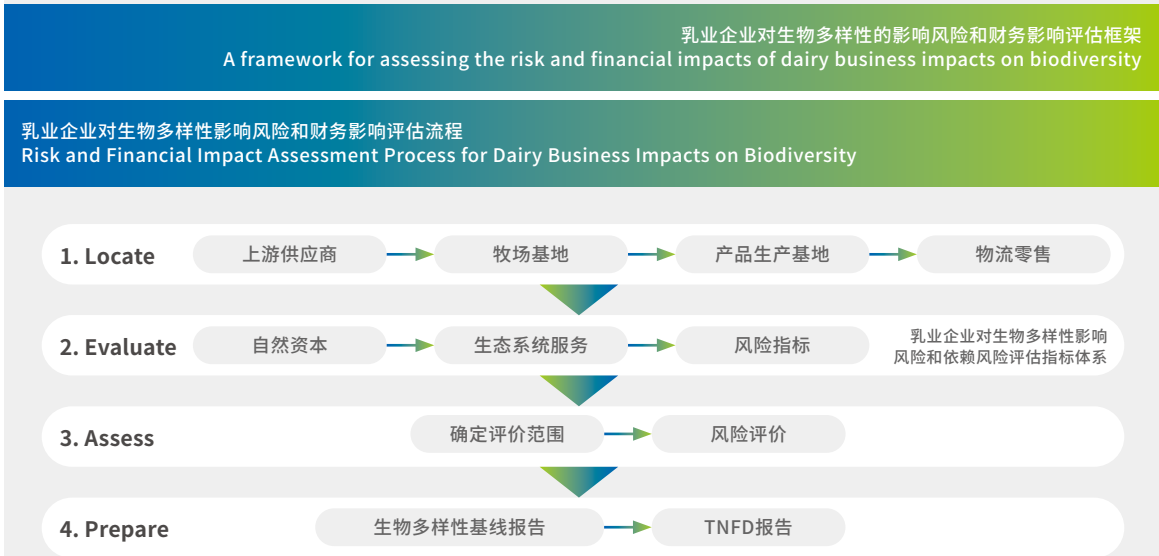 乳业企业对生物多样性的影响风险和财务影响评估框架
A framework for assessing the risk and financial impacts of dairy business impacts on biodiversity
乳业企业对生物多样性影响风险和财务影响评估流程
Risk and Financial Impact Assessment Process for Dairy Business Impacts on Biodiversity
1. Locate
上游供应商
牧场基地
产品生产基地
物流零售
2. Evaluate
自然资本
生态系统服务
风险指标
乳业企业对生物多样性影响
风险和依赖风险评估指标体系
3. Assess
确定评价范围
风险评价
4. Prepare
生物多样性基线报告
TNFD报告